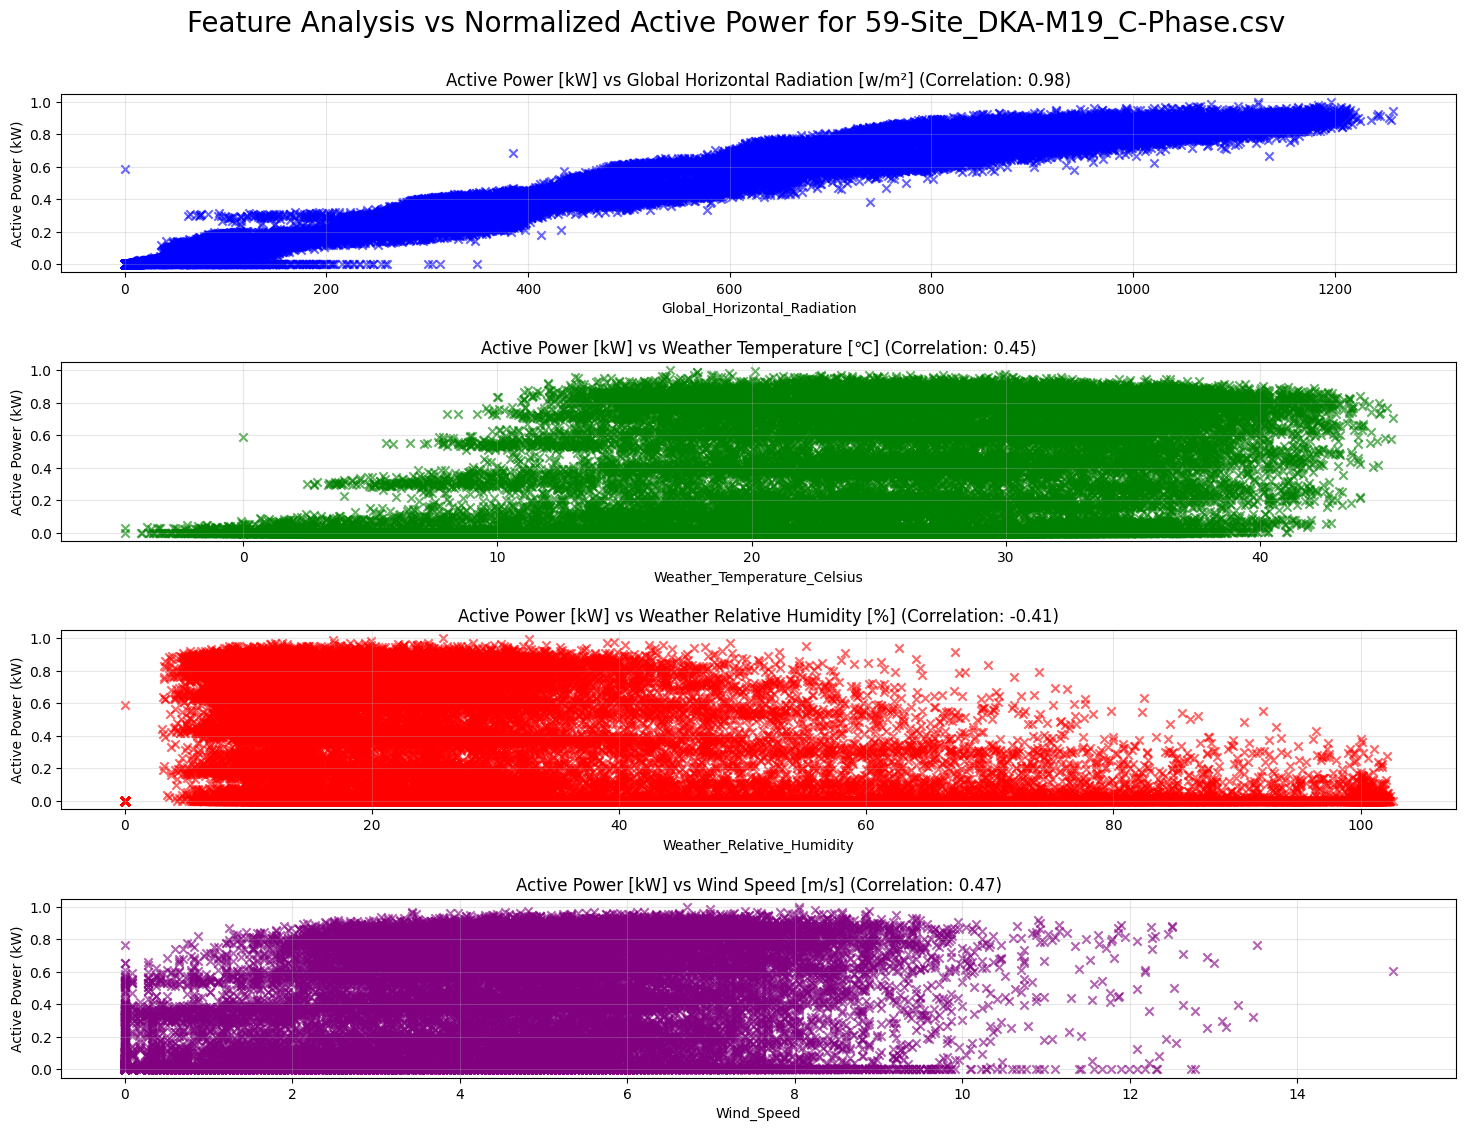 Feature Analysis vs Normalized Active Power for 59-Site_DKA-M19_C-Phase.csv
Active Power [kW] vs Global Horizontal Radiation [w/m²] (Correlation: 0.98)
Active Power (kW)
1.0
0.8
0.6
0.4
0.2
0.0
0 200 400 600 800 1000 1200
Global_Horizontal_Radiation
Active Power [kW] vs Weather Temperature [℃] (Correlation: 0.45)
Active Power (kW)
1.0
0.8
0.6
0.4
0.2
0.0
0 10 20 30 40
Weather_Temperature_Celsius
Active Power [kW] vs Weather Relative Humidity [%] (Correlation: -0.41)
Active Power (kW)
1.0
0.8
0.6
0.4
0.2
0.0
0 20 40 60 80 100
Weather_Relative_Humidity
Active Power [kW] vs Wind Speed [m/s] (Correlation: 0.47)
Active Power (kW)
1.0
0.8
0.6
0.4
0.2
0.0
0 2 4 6 8 10 12 14
Wind_Speed